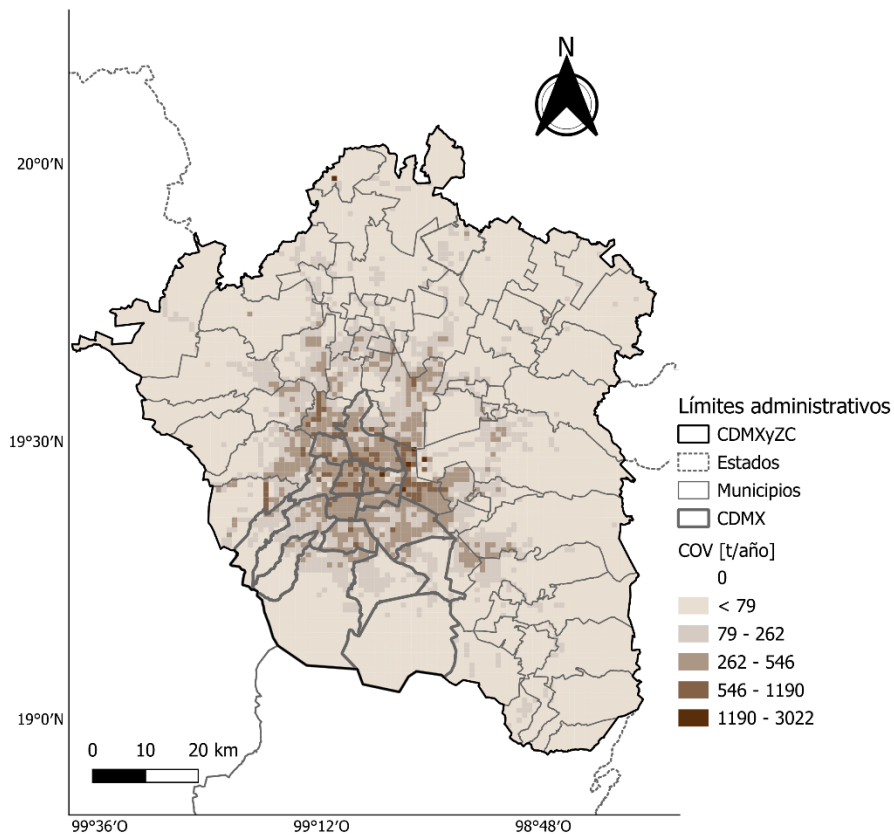 N
20°0′N
19°30′N
19°0′N
99°36′O
99°12′O
98°48′O
0 10 20 km
Límites administrativos
CDMXyZC
Estados
Municipios
CDMX
COV [t/año]
0
< 79
79 - 262
262 - 546
546 - 1190
1190 - 3022